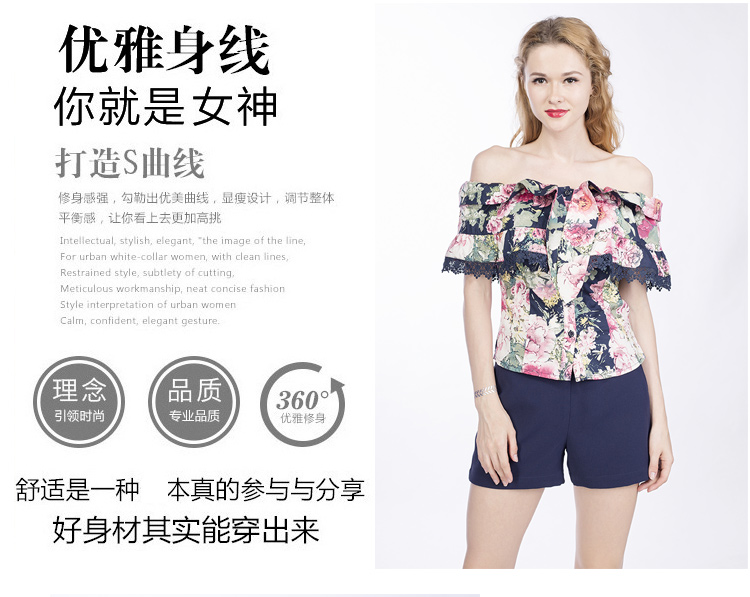 优雅身线
你就是女神
打造S曲线
修身感强，勾勒出优美曲线，显瘦设计，调节整体
平衡感，让你看上去更加高挑
Intellectual, stylish, elegant, "the image of the line,
For urban white-collar women, with clean lines,
Restrained style, subtlety of cutting,
Meticulous workmanship, neat concise fashion
Style interpretation of urban women
Calm, confident, elegant gesture.
理念
引领时尚
品质
专业品质
360°
优雅修身
舒适是一种 本真的参与与分享
好身材其实能穿出来